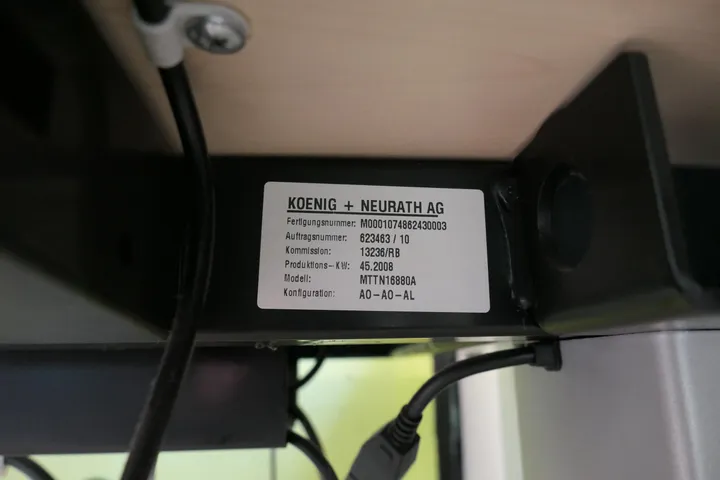 KOENIG + NEURATH AG
Fertigungsnummer: M0001074862430003
Auftragsnummer: 623463 / 10
Kommission: 13236/RB
Produktions-KW: 45.2008
Modell: MTTN16880A
Konfiguration: AO-AO-AL